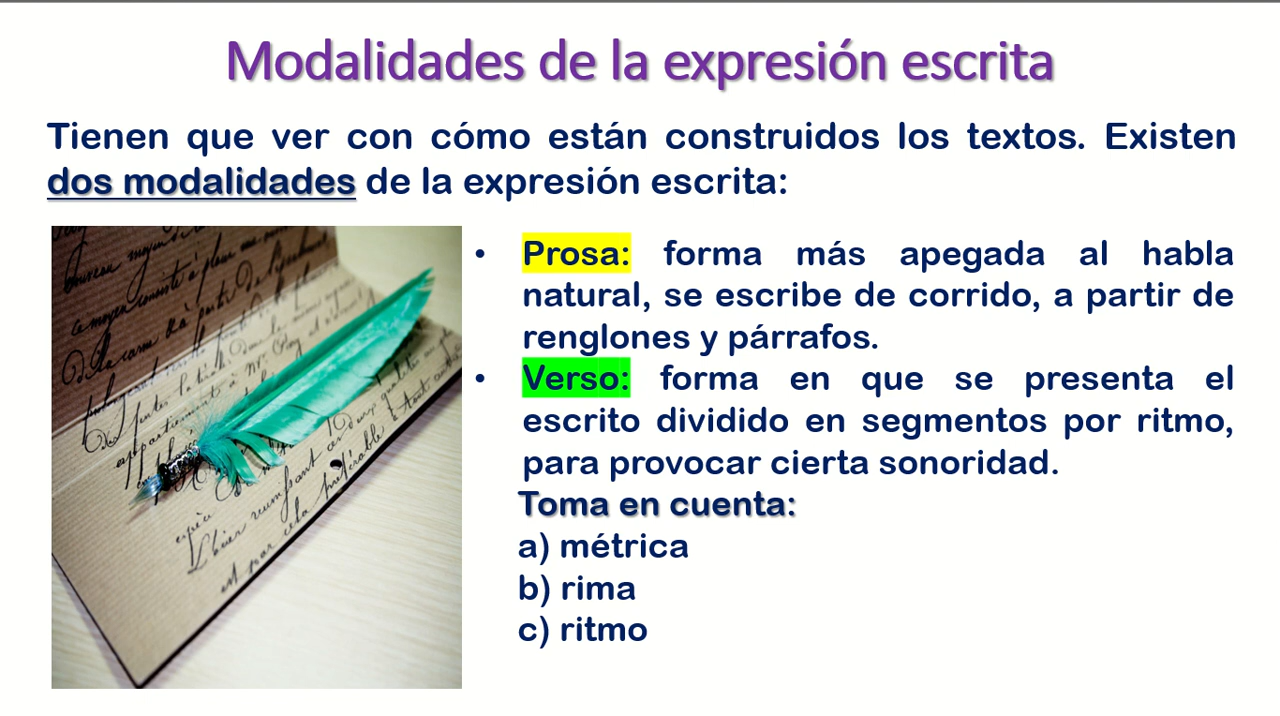 Modalidades de la expresión escrita
Tienen que ver con cómo están construidos los textos. Existen
dos modalidades de la expresión escrita:
• Prosa: forma más apegada al habla
natural, se escribe de corrido, a partir de
renglones y párrafos.
• Verso: forma en que se presenta el
escrito dividido en segmentos por ritmo,
para provocar cierta sonoridad.
Toma en cuenta:
a) métrica
b) rima
c) ritmo